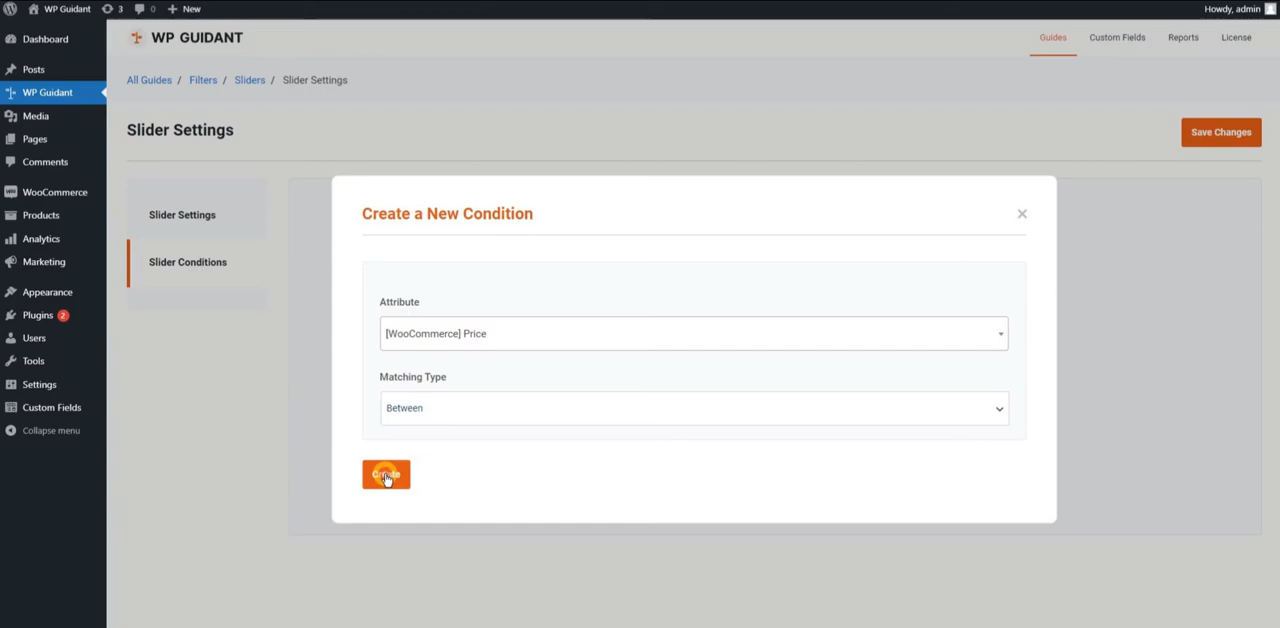 WP Guidant 3 0 New Howdy, admin
Dashboard
Posts
WP Guidant
Media
Pages
Comments
WooCommerce
Products
Analytics
Marketing
Appearance
Plugins 2
Users
Tools
Settings
Custom Fields
Collapse menu
WP GUIDANT
Guides Custom Fields Reports License
All Guides / Filters / Sliders / Slider Settings
Slider Settings
Save Changes
Slider Settings
Slider Conditions
Create a New Condition
Attribute
[WooCommerce] Price
Matching Type
Between
Create